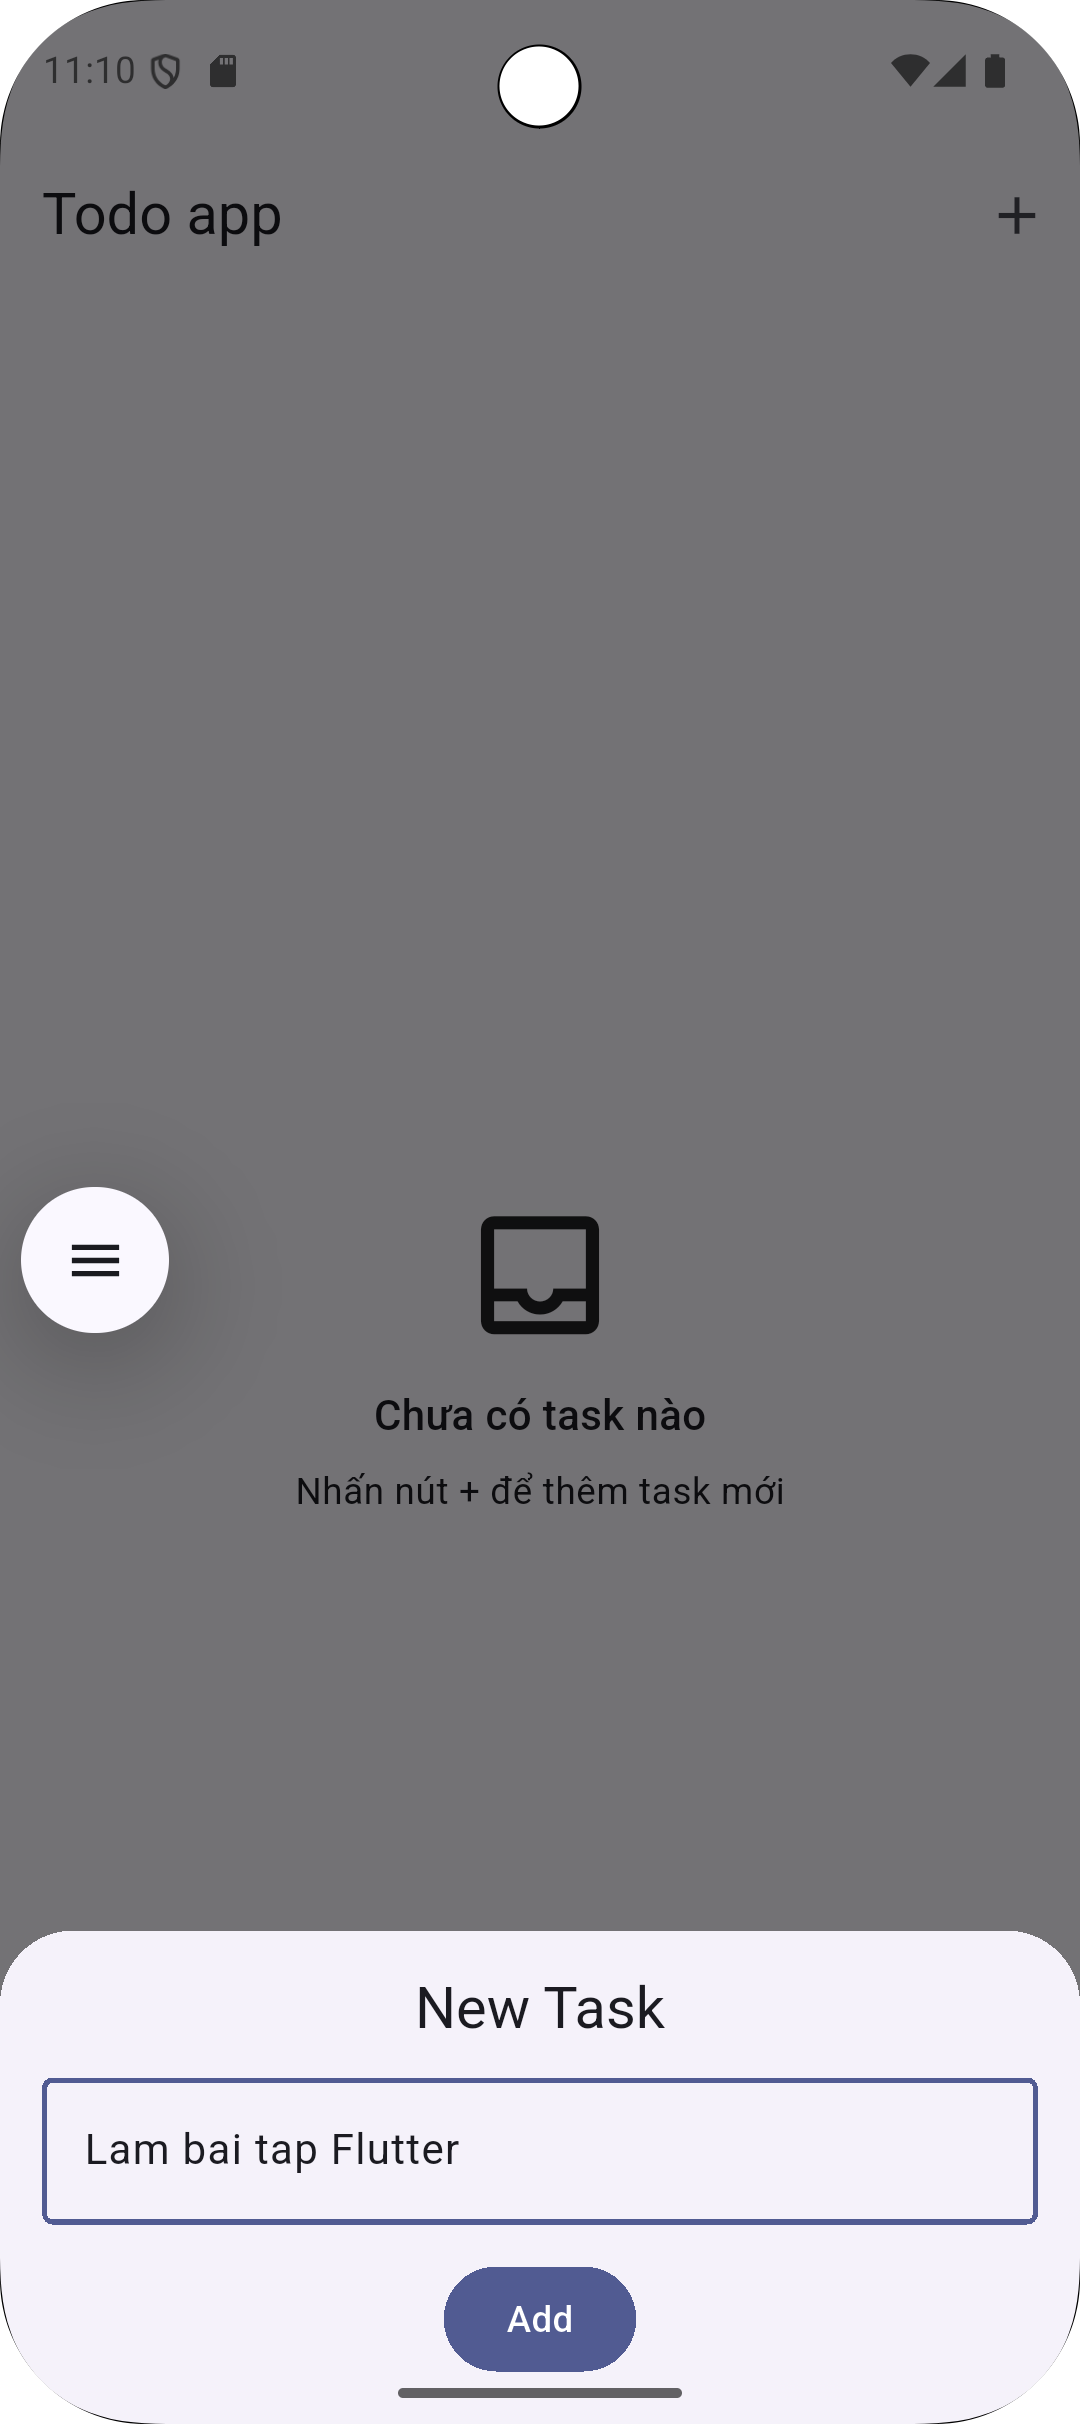 11:10
Todo app
Chưa có task nào
Nhấn nút + để thêm task mới
New Task
Lam bai tap Flutter
Add